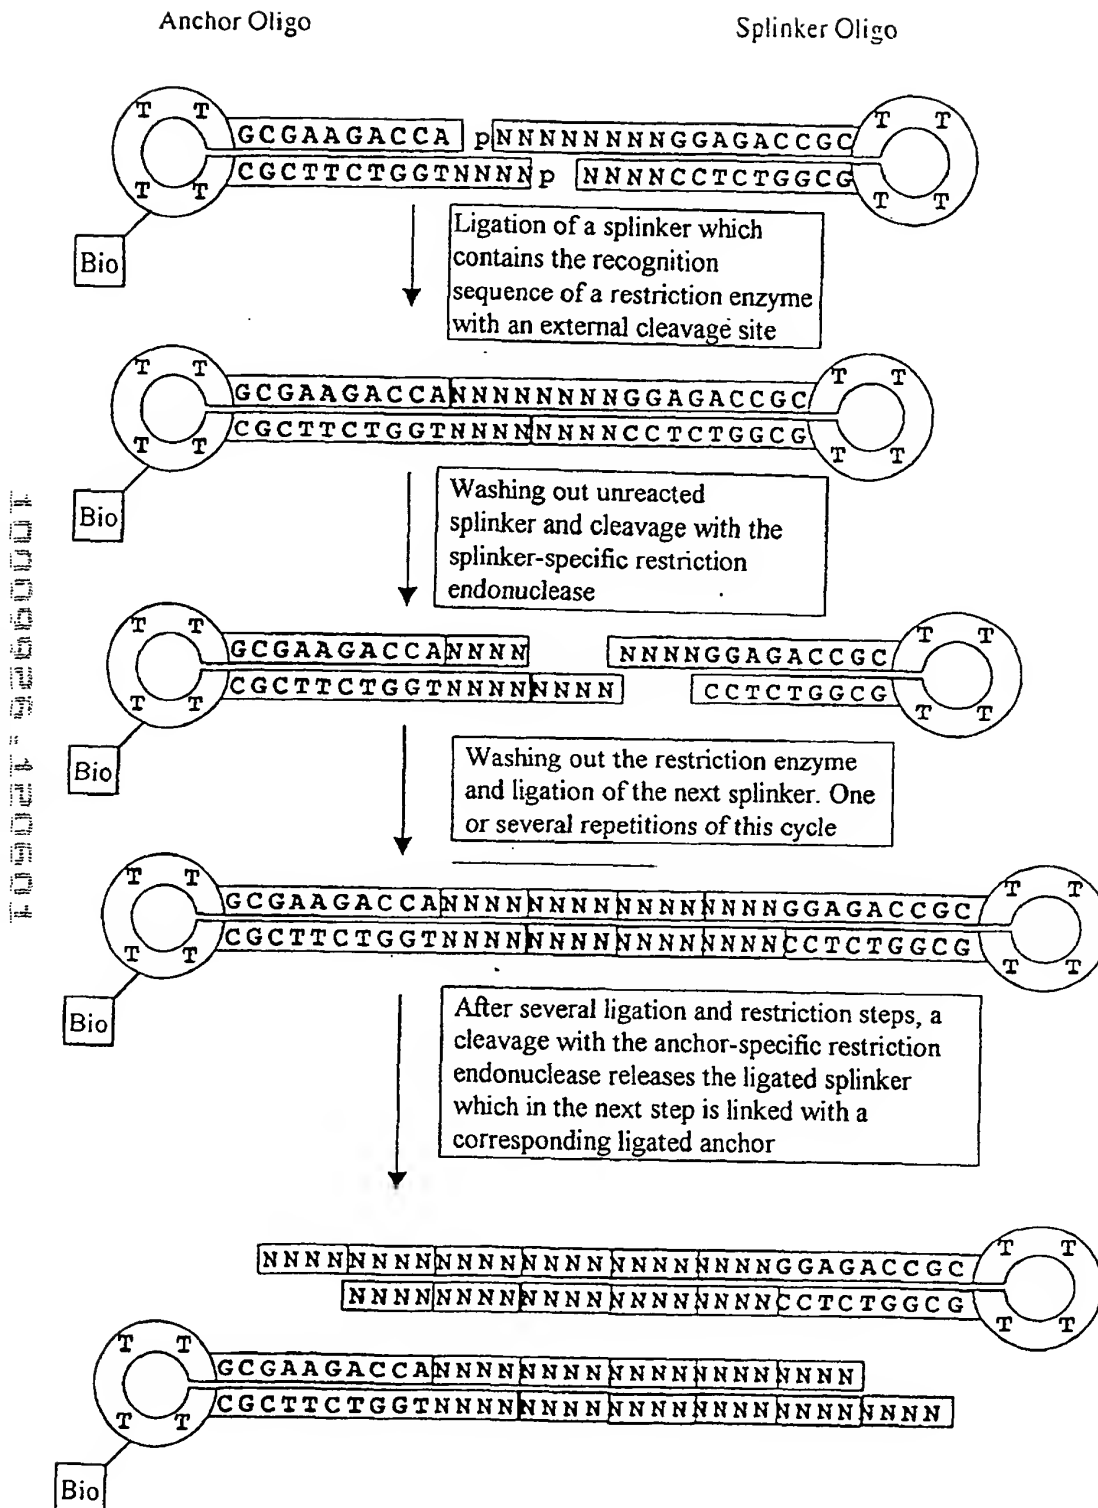 Anchor Oligo
Splinker Oligo
T T GCGAAGACCA pNNNNNNNNGGAGACCGC T T
T T CGCTTCTGGTNNNNp NNNNCCTCTGGCG T T
Bio
Ligation of a splinker which
contains the recognition
sequence of a restriction enzyme
with an external cleavage site
T T GCGAAGACCANNNNNNNNGGAGACCGC T T
T T CGCTTCTGGTNNNNNNNNCCTCTGGCG T T
Bio
Washing out unreacted
splinker and cleavage with the
splinker-specific restriction
endonuclease
T T GCGAAGACCANNNN NNNNGGAGACCGC T T
T T CGCTTCTGGTNNNNNNNN CCTCTGGCG T T
Bio
Washing out the restriction enzyme
and ligation of the next splinker. One
or several repetitions of this cycle
T T GCGAAGACCANNNNNNNNNNNNNNNNGGAGACCGC T T
T T CGCTTCTGGTNNNNNNNNNNNNNNNNCCTCTGGCG T T
Bio
After several ligation and restriction steps, a
cleavage with the anchor-specific restriction
endonuclease releases the ligated splinker
which in the next step is linked with a
corresponding ligated anchor
NNNNNNNNNNNNNNNNNNNNNNNNGGAGACCGC T T
NNNNNNNNNNNNNNNNNNNNCCTCTGGCG T T
T T GCGAAGACCANNNNNNNNNNNNNNNNNNNN
T T CGCTTCTGGTNNNNNNNNNNNNNNNNNNNNNNNN
Bio